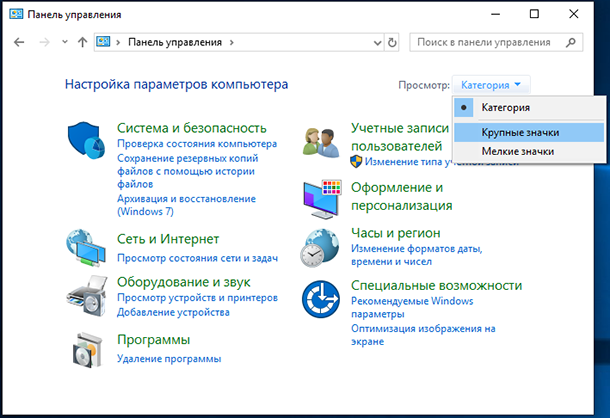 Панель управления
Панель управления
Поиск в панели управления
Настройка параметров компьютера
Просмотр: Категория
Категория
Крупные значки
Мелкие значки
Система и безопасность
Проверка состояния компьютера
Сохранение резервных копий
файлов с помощью истории
файлов
Архивация и восстановление
(Windows 7)
Сеть и Интернет
Просмотр состояния сети и задач
Оборудование и звук
Просмотр устройств и принтеров
Добавление устройства
Программы
Удаление программы
Учетные записи
пользователей
Изменение типа
Оформление и
персонализация
Часы и регион
Изменение форматов даты,
времени и чисел
Специальные возможности
Рекомендуемые Windows
параметры
Оптимизация изображения на
экране